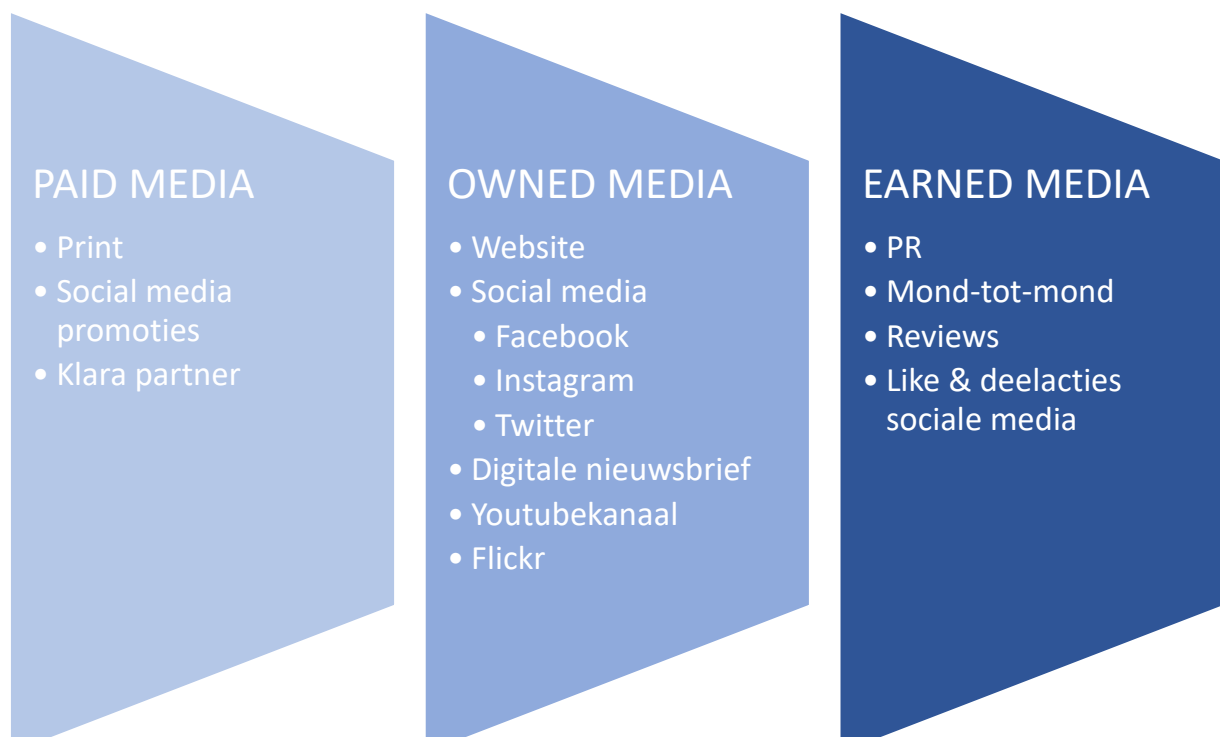 PAID MEDIA
• Print
• Social media
promoties
• Klara partner
OWNED MEDIA
• Website
• Social media
• Facebook
• Instagram
• Twitter
• Digitale nieuwsbrief
• Youtubekanaal
• Flickr
EARNED MEDIA
• PR
• Mond-tot-mond
• Reviews
• Like & deelacties
sociale media